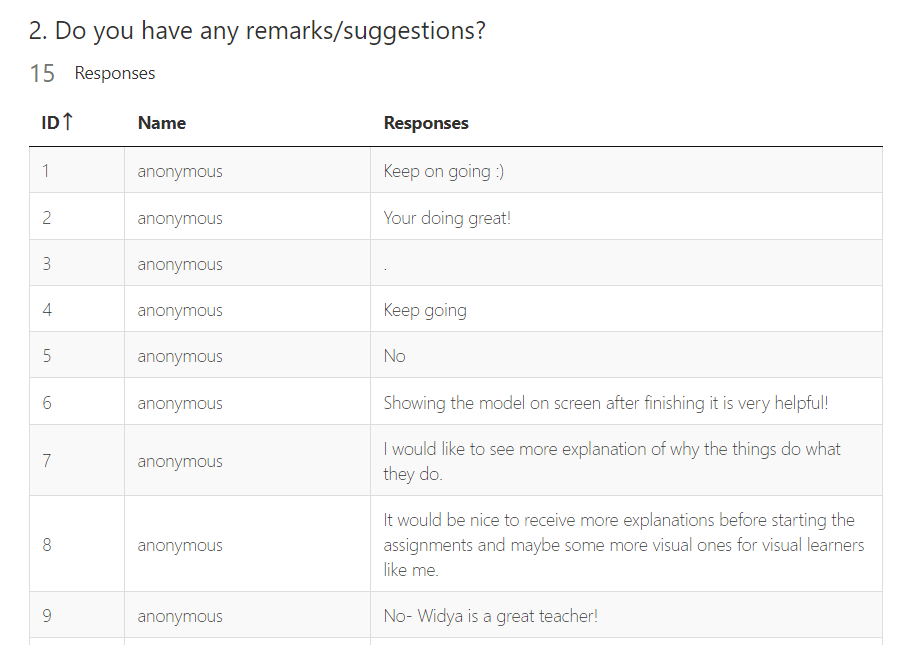 2. Do you have any remarks/suggestions?
15 Responses
ID↑ Name Responses
1 anonymous Keep on going :)
2 anonymous Your doing great!
3 anonymous .
4 anonymous Keep going
5 anonymous No
6 anonymous Showing the model on screen after finishing it is very helpful!
7 anonymous I would like to see more explanation of why the things do what
they do.
8 anonymous It would be nice to receive more explanations before starting the
assignments and maybe some more visual ones for visual learners
like me.
9 anonymous No- Widya is a great teacher!